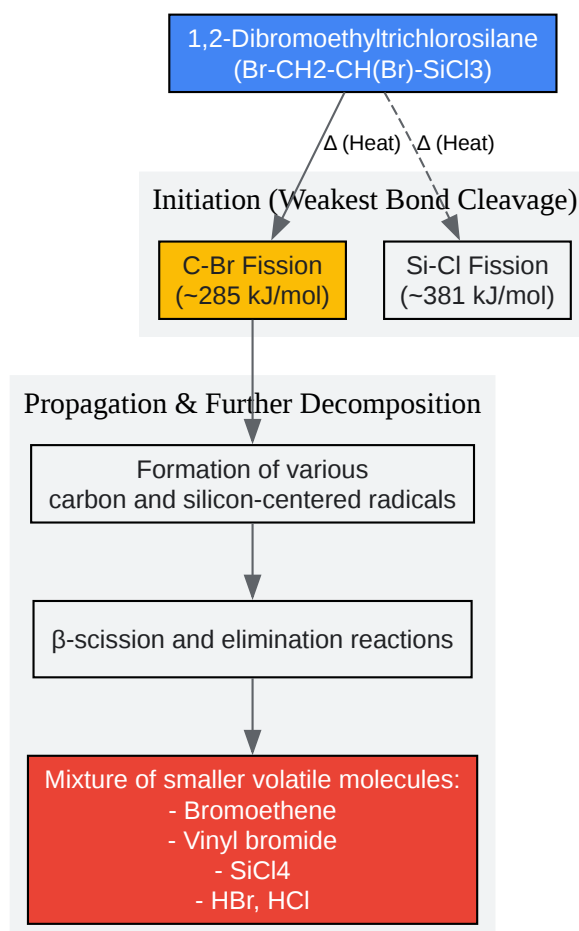 1,2-Dibromoethyltrichlorosilane
(Br-CH2-CH(Br)-SiCl3)
Δ (Heat)
Δ (Heat)
Initiation (Weakest Bond Cleavage)
C-Br Fission
(~285 kJ/mol)
Si-Cl Fission
(~381 kJ/mol)
Propagation & Further Decomposition
Formation of various
carbon and silicon-centered radicals
β-scission and elimination reactions
Mixture of smaller volatile molecules:
- Bromoethene
- Vinyl bromide
- SiCl4
- HBr, HCl